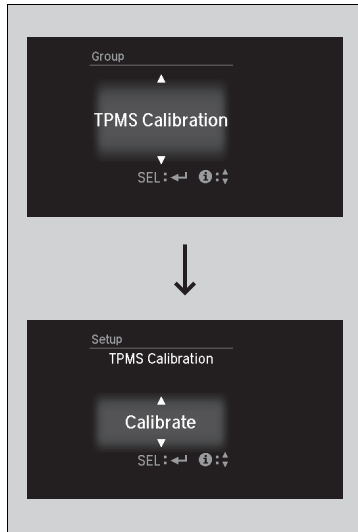 Group
TPMS Calibration
SEL: ℹ:
Setup
TPMS Calibration
Calibrate
SEL: ℹ: